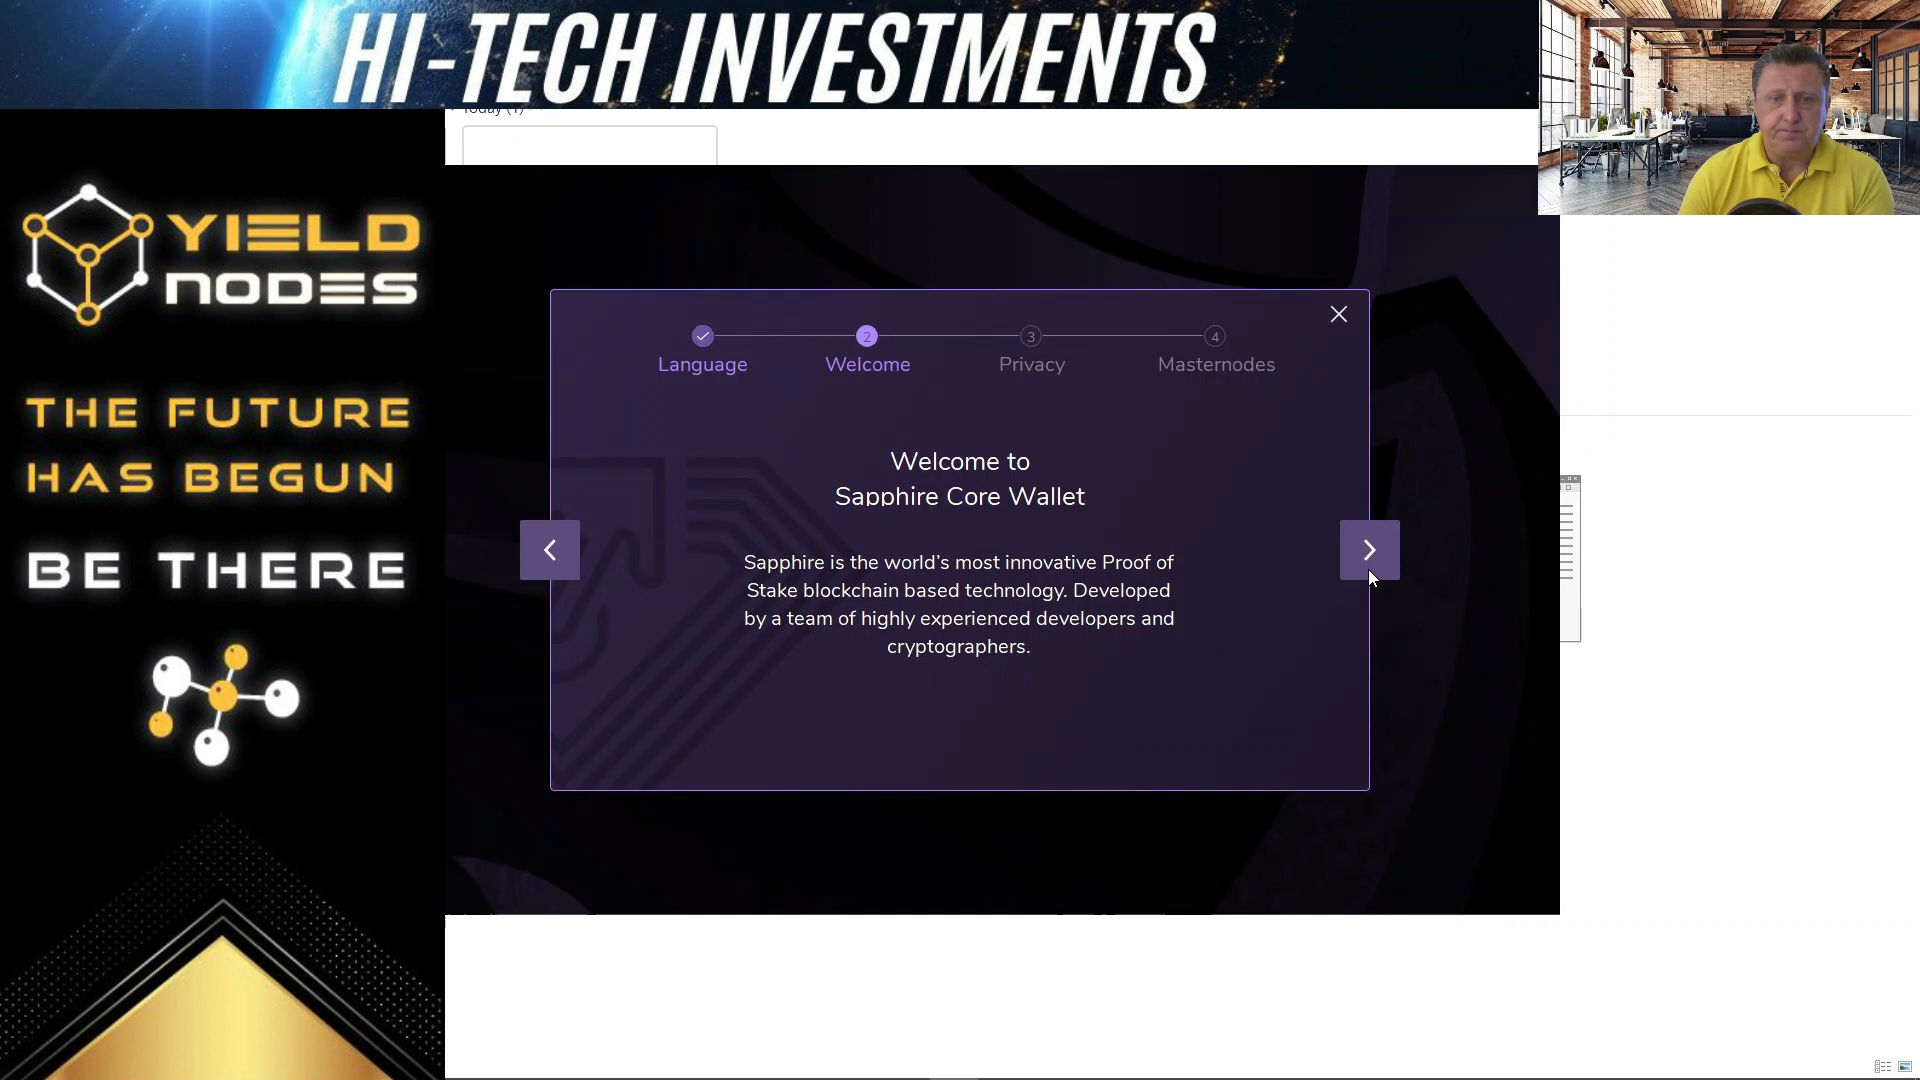 HI-TECH INVESTMENTS
Today (1)
YIELD
NODES
THE FUTURE
HAS BEGUN
BE THERE
2
3
4
Language
Welcome
Privacy
Masternodes
Welcome to
Sapphire Core Wallet
Sapphire is the world’s most innovative Proof of
Stake blockchain based technology. Developed
by a team of highly experienced developers and
cryptographers.